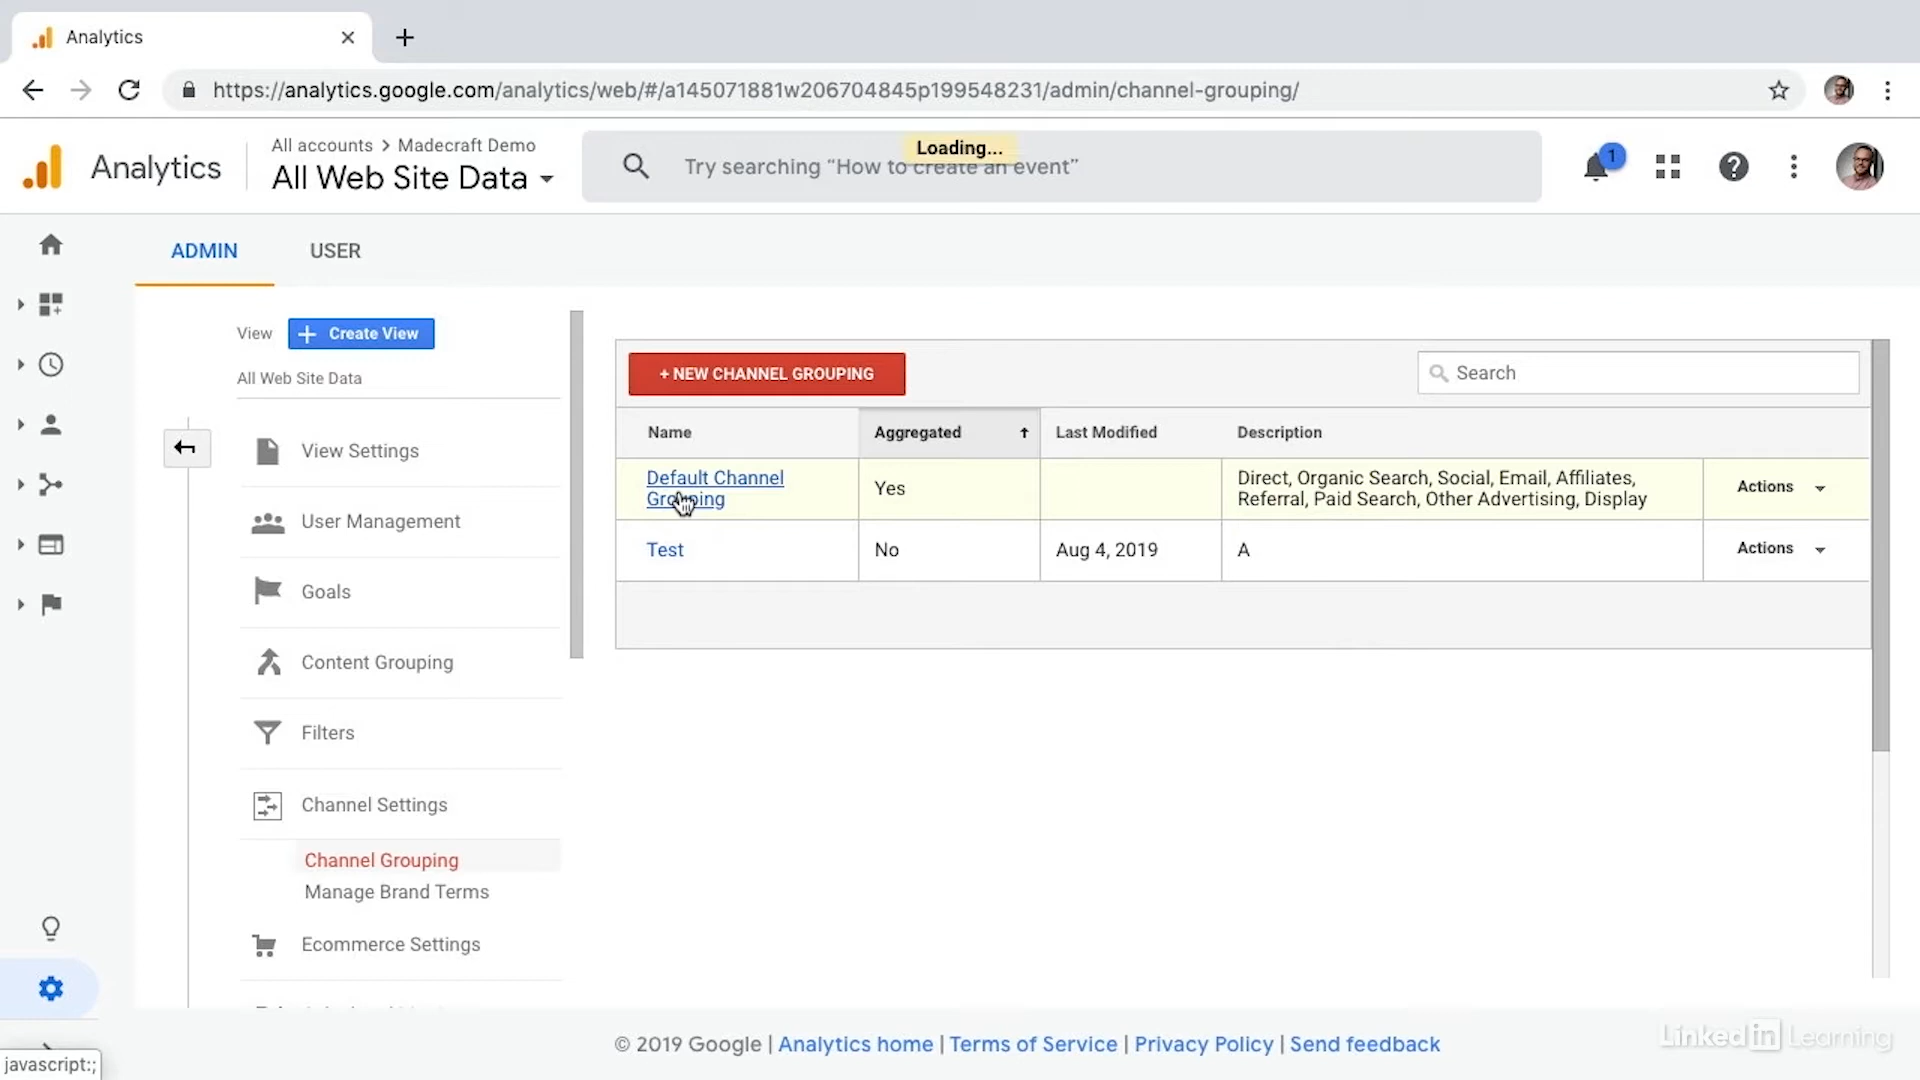 Analytics
https://analytics.google.com/analytics/web/#/a145071881w206704845p199548231/admin/channel-grouping/
Analytics
All accounts > Madecraft Demo
All Web Site Data
Loading...
Try searching “How to create an event”
1
ADMIN
USER
View
+ Create View
All Web Site Data
View Settings
User Management
Goals
Content Grouping
Filters
Channel Settings
Channel Grouping
Manage Brand Terms
Ecommerce Settings
+ NEW CHANNEL GROUPING
Search
Name
Aggregated
Last Modified
Description
Default Channel
Grouping
Yes
Direct, Organic Search, Social, Email, Affiliates,
Referral, Paid Search, Other Advertising, Display
Actions
Test
No
Aug 4, 2019
A
Actions
© 2019 Google | Analytics home | Terms of Service | Privacy Policy | Send feedback
LinkedIn Learning
javascript:;